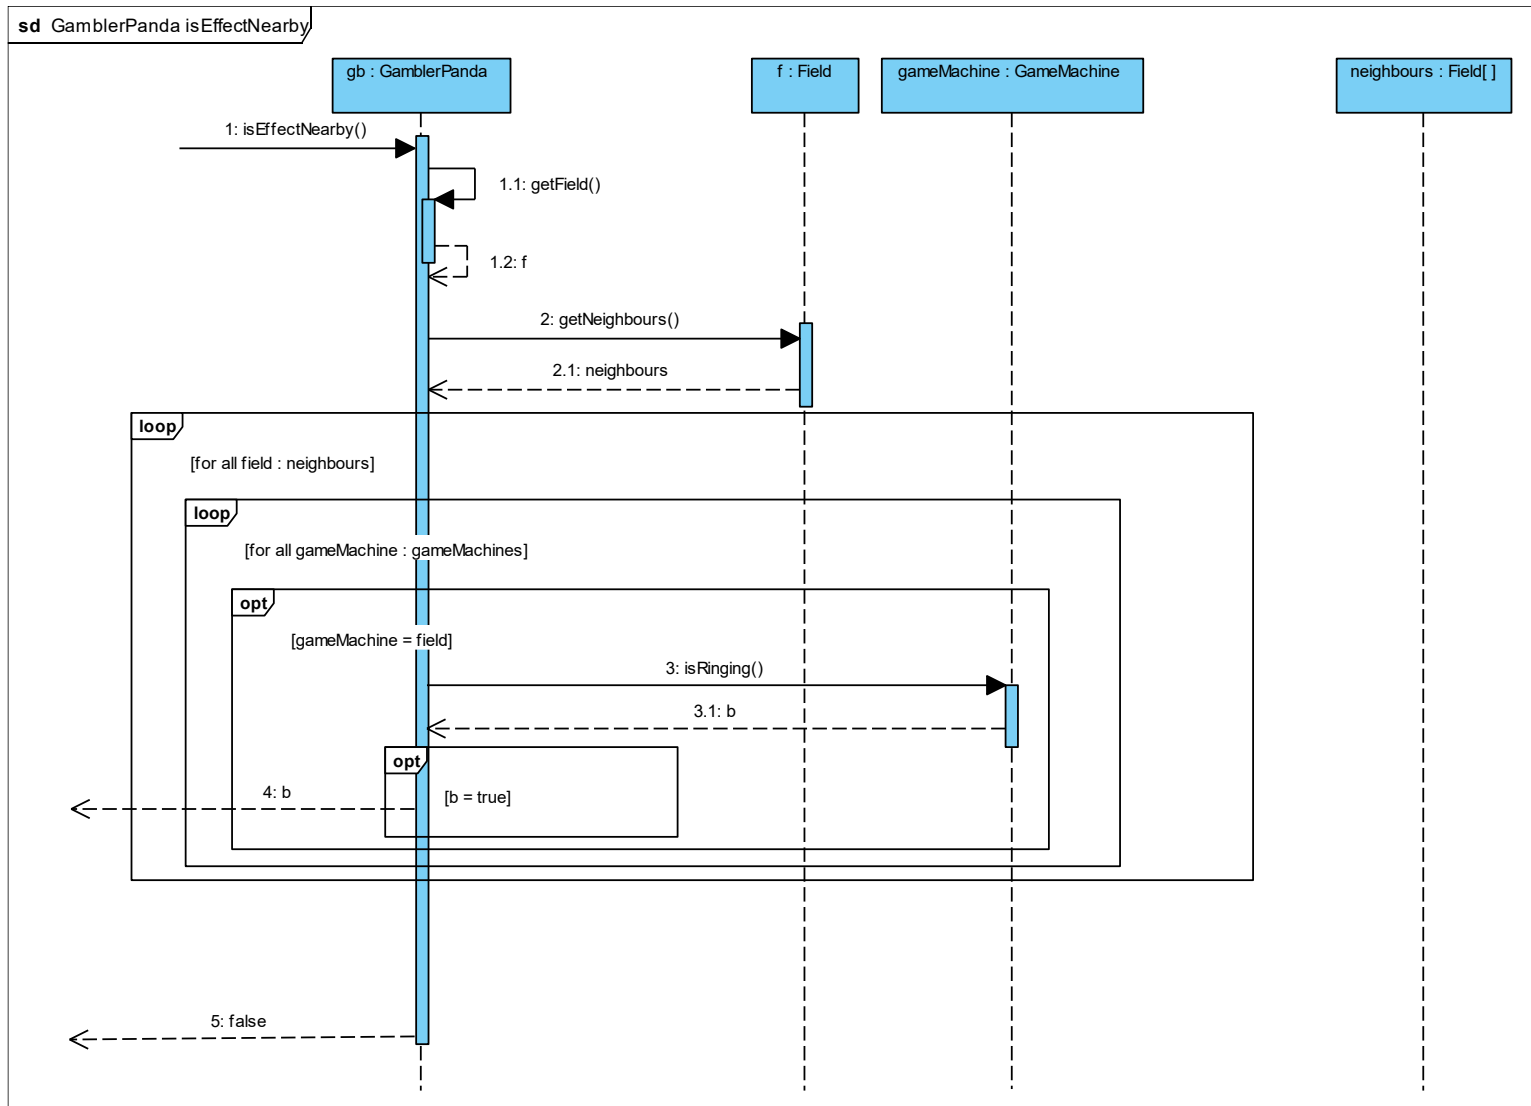 sd GamblerPanda isEffectNearby
gb : GamblerPanda
f : Field
gameMachine : GameMachine
neighbours : Field[ ]
1: isEffectNearby()
1.1: getField()
1.2: f
2: getNeighbours()
2.1: neighbours
loop
[for all field : neighbours]
loop
[for all gameMachine : gameMachines]
opt
[gameMachine = field]
3: isRinging()
3.1: b
opt
4: b
[b = true]
5: false